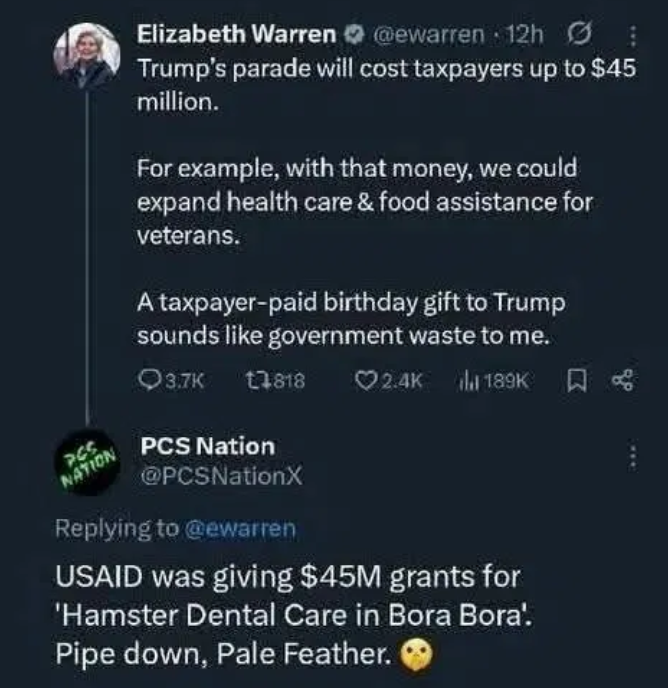 Elizabeth Warren @ewarren · 12h
Trump's parade will cost taxpayers up to $45
million.
For example, with that money, we could
expand health care & food assistance for
veterans.
A taxpayer-paid birthday gift to Trump
sounds like government waste to me.
3.7K 818 2.4K 189K
PCS NATION
PCS Nation
@PCSNationX
Replying to @ewarren
USAID was giving $45M grants for
'Hamster Dental Care in Bora Bora'.
Pipe down, Pale Feather. 🤫